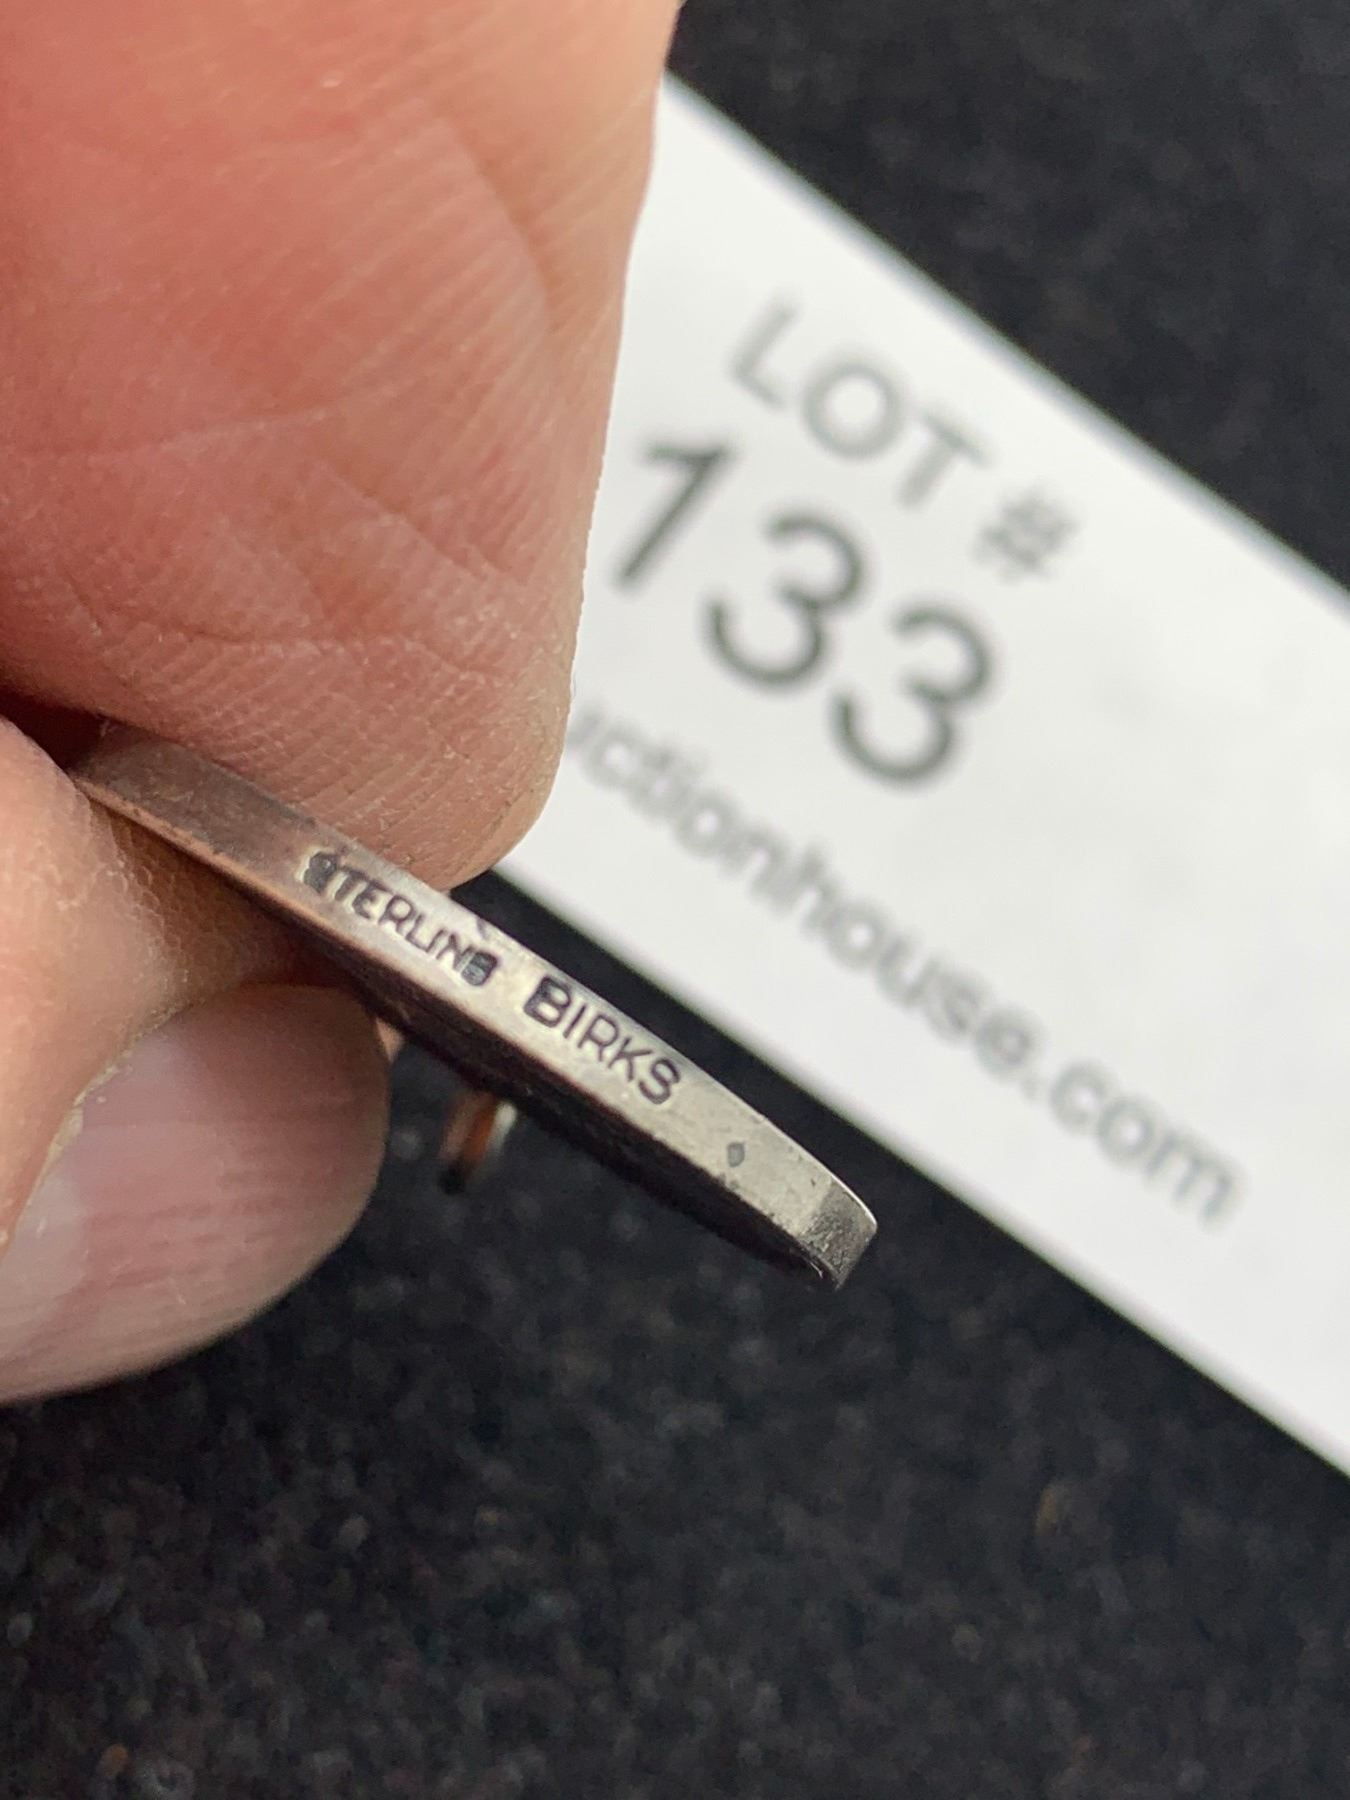 LOT #
133
uctionhouse.com
STERLING BIRKS